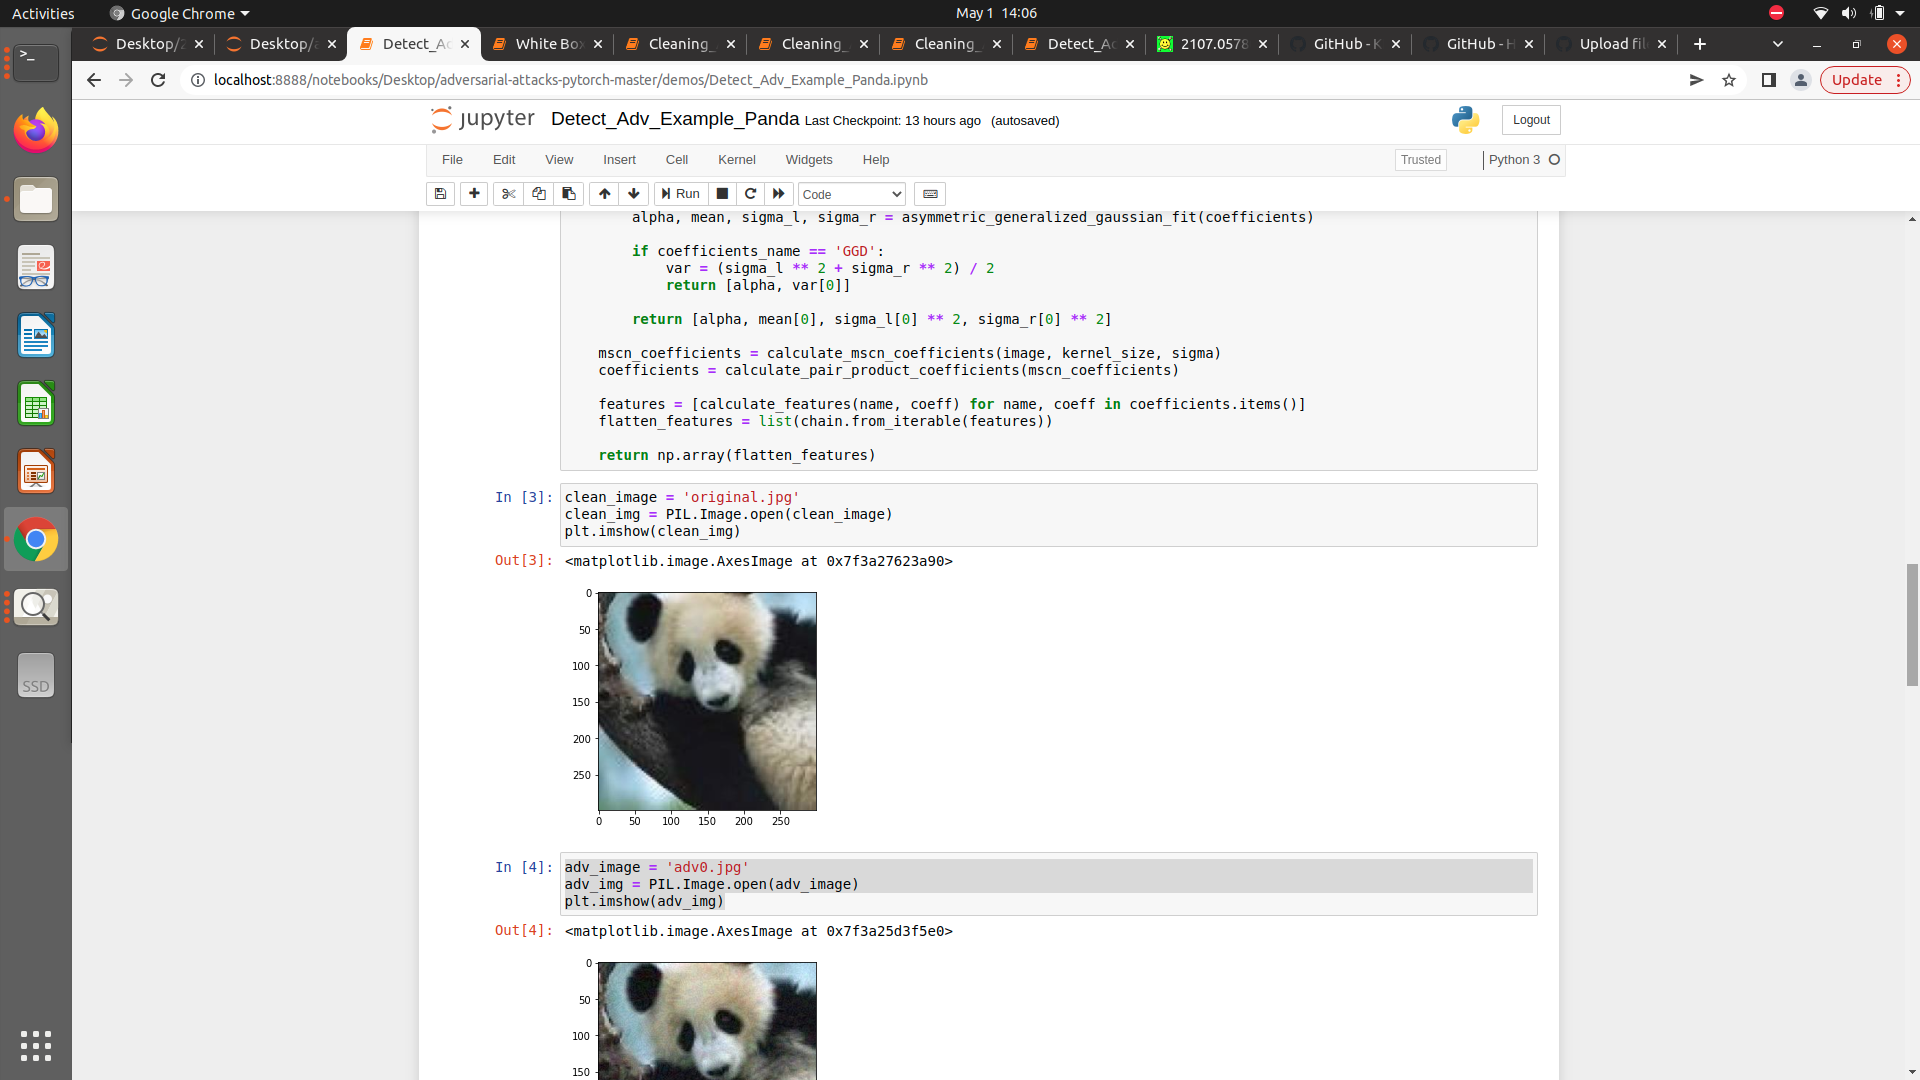 Activities
Google Chrome
May 1 14:06
Desktop/2
Desktop/a
Detect_Ad
White Box
Cleaning_
Cleaning_
Cleaning_
Detect_Ad
2107.0578
GitHub - K
GitHub - H
Upload file
localhost:8888/notebooks/Desktop/adversarial-attacks-pytorch-master/demos/Detect_Adv_Example_Panda.ipynb
Update
jupyter
Detect_Adv_Example_Panda Last Checkpoint: 13 hours ago (autosaved)
Logout
File Edit View Insert Cell Kernel Widgets Help
Trusted
Python 3
Run
Code
alpha, mean, sigma_l, sigma_r = asymmetric_generalized_gaussian_fit(coefficients)
if coefficients_name == 'GGD':
var = (sigma_l ** 2 + sigma_r ** 2) / 2
return [alpha, var[0]]
return [alpha, mean[0], sigma_l[0] ** 2, sigma_r[0] ** 2]
mscn_coefficients = calculate_mscn_coefficients(image, kernel_size, sigma)
coefficients = calculate_pair_product_coefficients(mscn_coefficients)
features = [calculate_features(name, coeff) for name, coeff in coefficients.items()]
flatten_features = list(chain.from_iterable(features))
return np.array(flatten_features)
In [3]:
clean_image = 'original.jpg'
clean_img = PIL.Image.open(clean_image)
plt.imshow(clean_img)
Out[3]: <matplotlib.image.AxesImage at 0x7f3a27623a90>
0
50
100
150
200
250
0 50 100 150 200 250
In [4]:
adv_image = 'adv0.jpg'
adv_img = PIL.Image.open(adv_image)
plt.imshow(adv_img)
Out[4]: <matplotlib.image.AxesImage at 0x7f3a25d3f5e0>
0
50
100
150
SSD